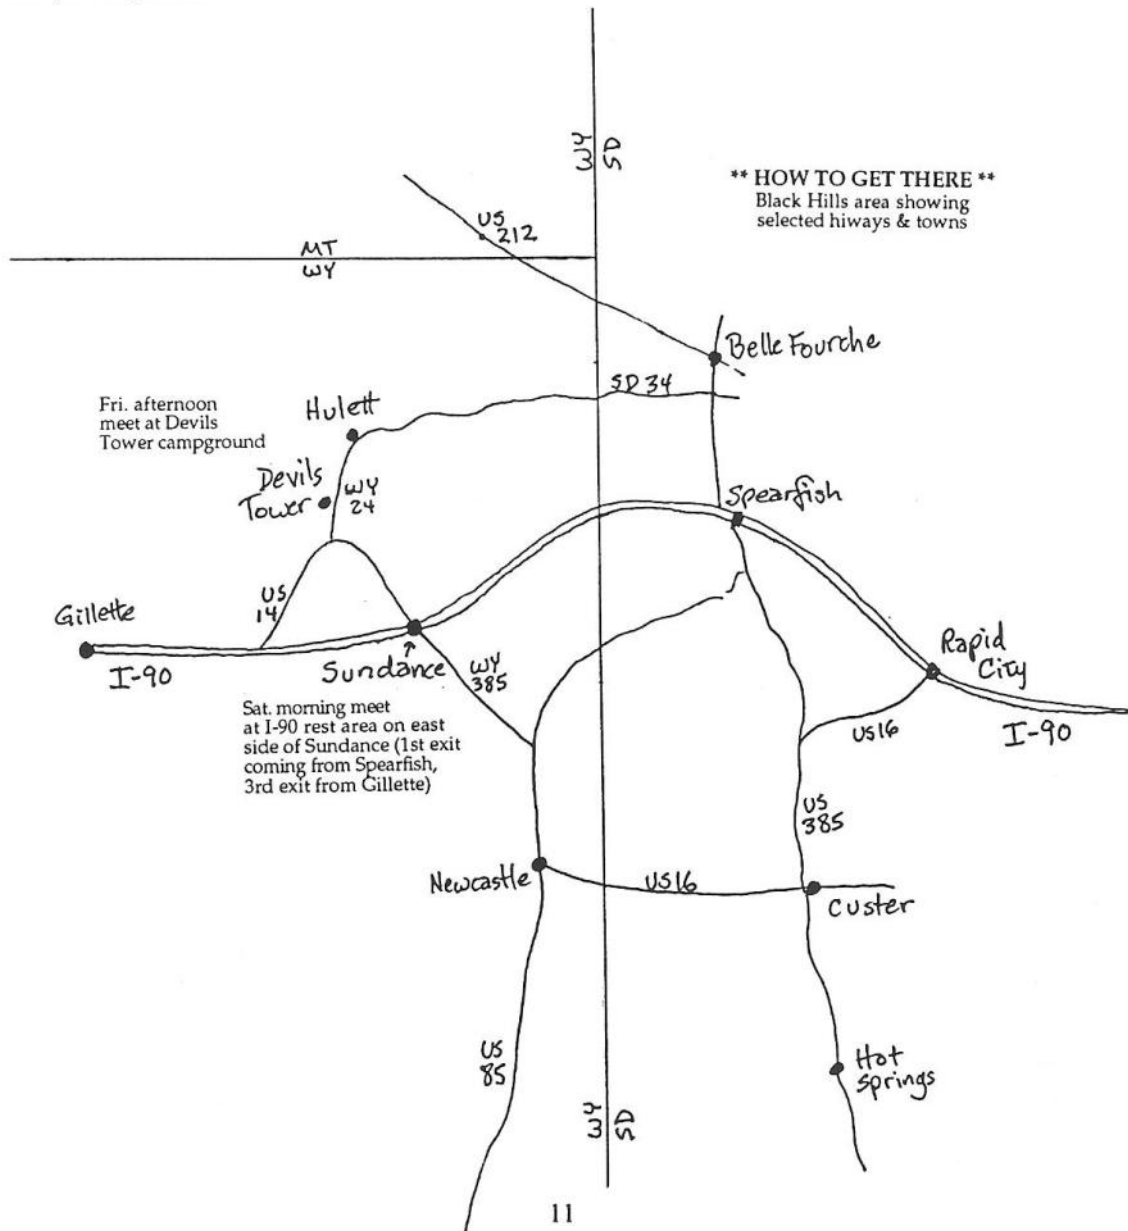 WY
SD
** HOW TO GET THERE **
Black Hills area showing
selected hiways & towns
US
212
MT
WY
Belle Fourche
SD 34
Fri. afternoon
meet at Devils
Tower campground
Hulett
Devils
Tower
WY
24
Spearfish
US
14
Gillette
I-90
Sundance
WY
385
Rapid
City
US16
I-90
Sat. morning meet
at I-90 rest area on east
side of Sundance (1st exit
coming from Spearfish,
3rd exit from Gillette)
US
385
Newcastle
US16
Custer
US
85
Hot
Springs
WY
SD
11